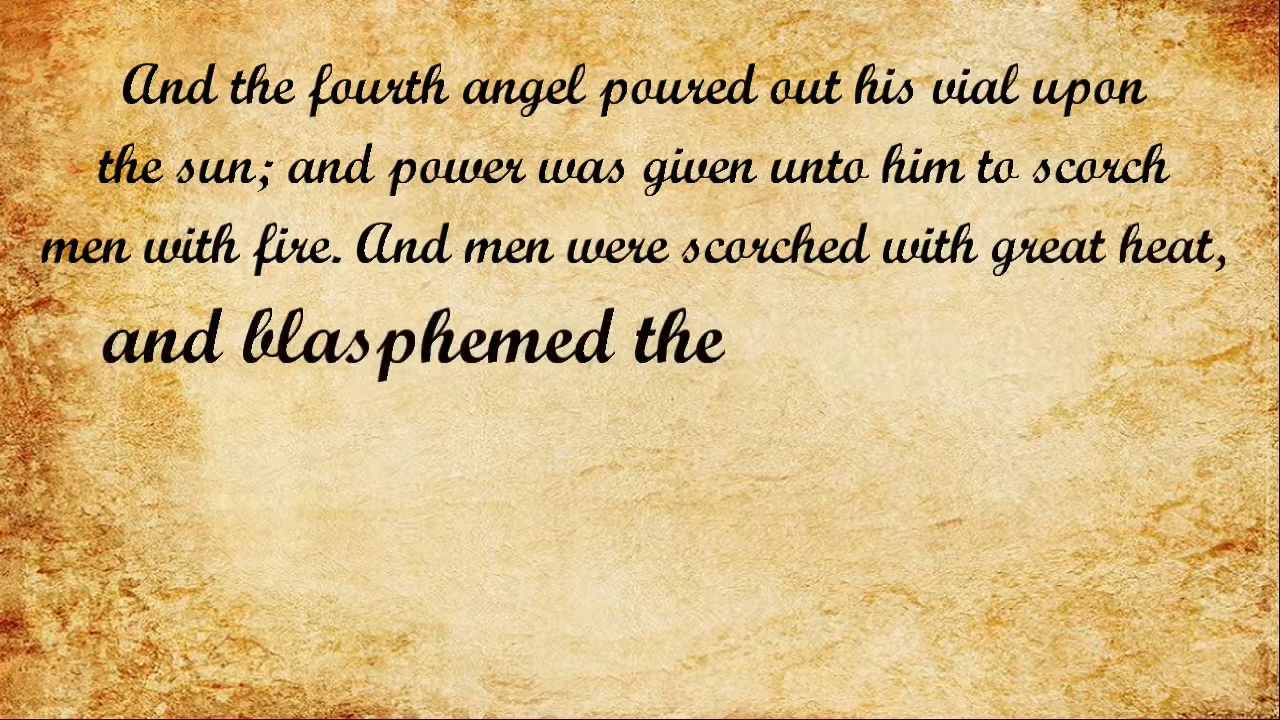 And the fourth angel poured out his vial upon
the sun; and power was given unto him to scorch
men with fire. And men were scorched with great heat,
and blasphemed the